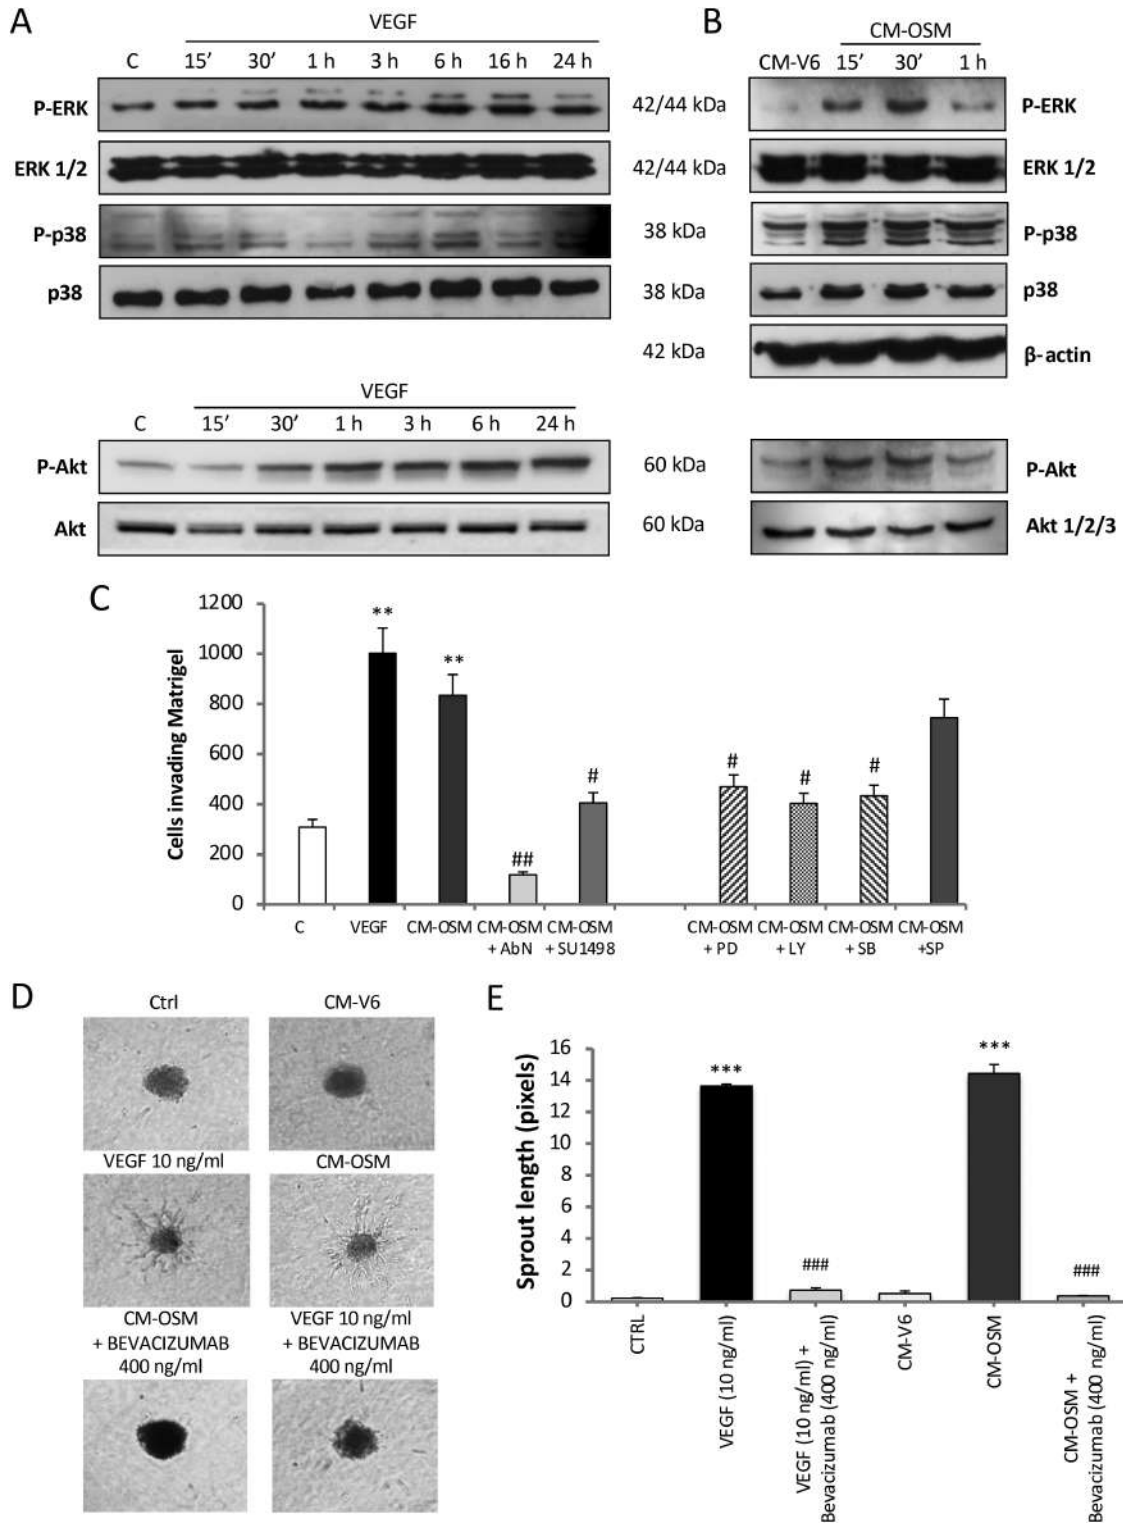 A
VEGF
C 15’ 30’ 1 h 3 h 6 h 16 h 24 h
P-ERK
ERK 1/2
P-p38
p38
42/44 kDa
42/44 kDa
38 kDa
38 kDa
42 kDa
B
CM-OSM
CM-V6 15’ 30’ 1 h
P-ERK
ERK 1/2
P-p38
p38
β-actin
VEGF
C 15’ 30’ 1 h 3 h 6 h 24 h
P-Akt
Akt
60 kDa
60 kDa
P-Akt
Akt 1/2/3
C
Cells invading Matrigel
1200
1000
800
600
400
200
0
**
**
##
#
#
#
#
C
VEGF
CM-OSM
CM-OSM
+ AbN
CM-OSM
+ SU1498
CM-OSM
+ PD
CM-OSM
+ LY
CM-OSM
+ SB
CM-OSM
+SP
D
Ctrl
CM-V6
VEGF 10 ng/ml
CM-OSM
CM-OSM
+ BEVACIZUMAB
400 ng/ml
VEGF 10 ng/ml
+ BEVACIZUMAB
400 ng/ml
E
Sprout length (pixels)
16
14
12
10
8
6
4
2
0
***
###
***
###
CTRL
VEGF (10 ng/ml)
VEGF (10 ng/ml) +
Bevacizumab (400 ng/ml)
CM-V6
CM-OSM
CM-OSM +
Bevacizumab (400 ng/ml)